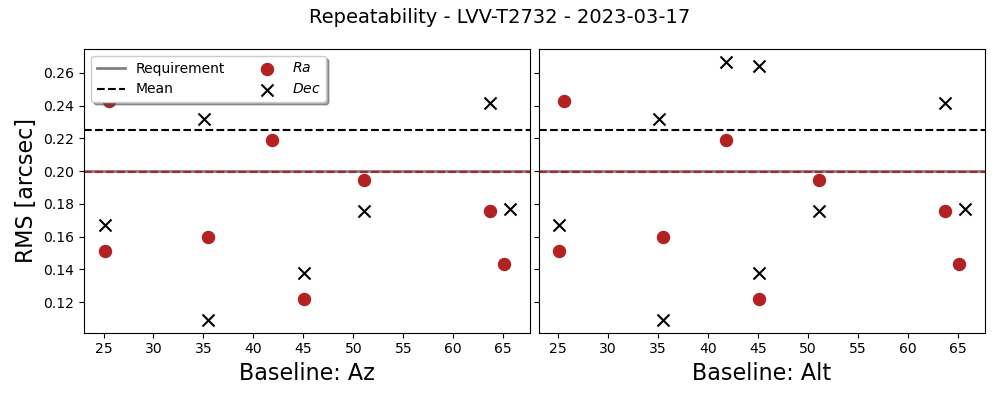 Repeatability - LVV-T2732 - 2023-03-17
Requirement
Mean
Ra
Dec
RMS [arcsec]
0.26
0.24
0.22
0.20
0.18
0.16
0.14
0.12
25 30 35 40 45 50 55 60 65
25 30 35 40 45 50 55 60 65
Baseline: Az
Baseline: Alt